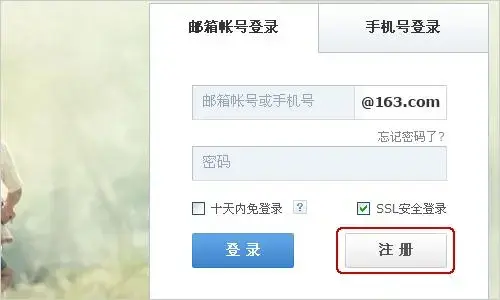 邮箱帐号登录 手机号登录
邮箱帐号或手机号 @163.com
忘记密码了?
密码
十天内免登录 ? SSL安全登录
登 录 注 册